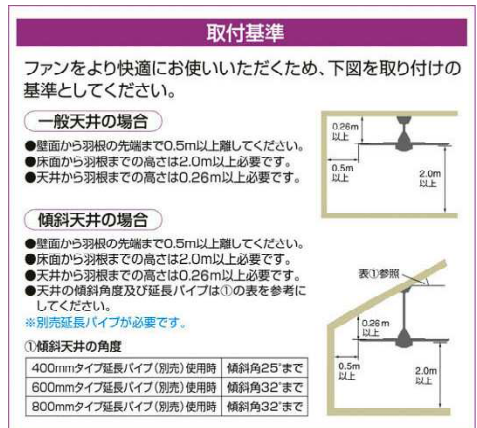 取付基準
ファンをより快適にお使いいただくため、下図を取り付けの
基準としてください。
一般天井の場合
●壁面から羽根の先端まで0.5m以上離してください。
●床面から羽根までの高さは2.0m以上必要です。
●天井から羽根までの高さは0.26m以上必要です。
0.26m
以上
0.5m
以上
2.0m
以上
傾斜天井の場合
●壁面から羽根の先端まで0.5m以上離してください。
●床面から羽根までの高さは2.0m以上必要です。
●天井から羽根までの高さは0.26m以上必要です。
●天井の傾斜角度及び延長パイプは①の表を参考に
してください。
※別売延長パイプが必要です。
表①参照
0.26m
以上
0.5m
以上
2.0m
以上
①傾斜天井の角度
400mmタイプ延長パイプ(別売)使用時 傾斜角25°まで
600mmタイプ延長パイプ(別売)使用時 傾斜角32°まで
800mmタイプ延長パイプ(別売)使用時 傾斜角32°まで